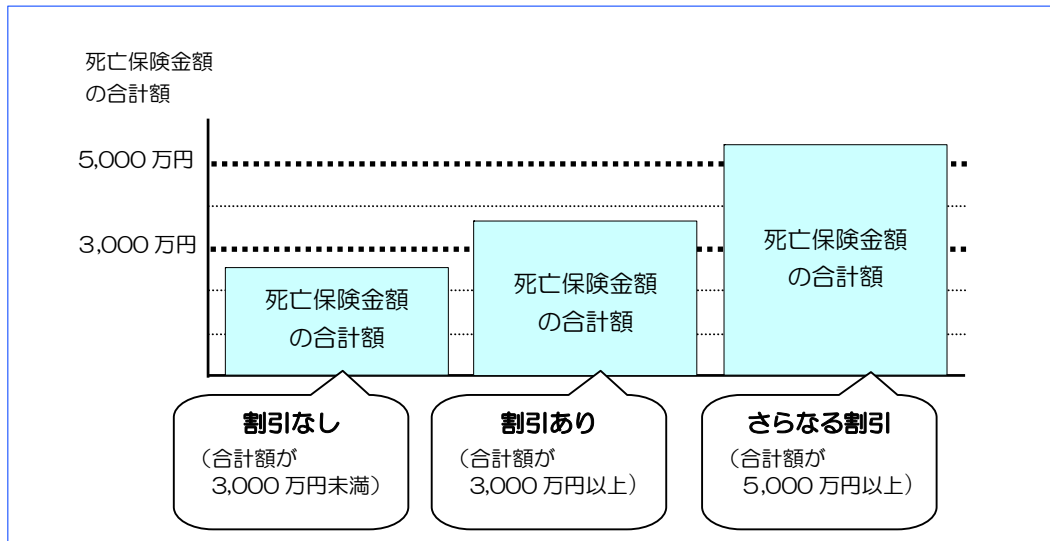 死亡保険金額
の合計額
5,000 万円
3,000 万円
死亡保険金額
の合計額
死亡保険金額
の合計額
死亡保険金額
の合計額
割引なし
（合計額が
3,000 万円未満）
割引あり
（合計額が
3,000 万円以上）
さらなる割引
（合計額が
5,000 万円以上）